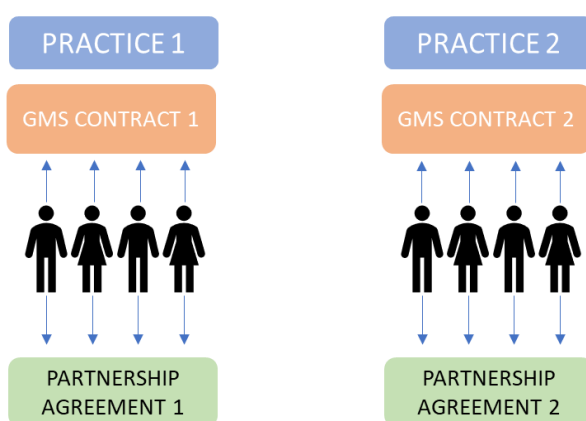 PRACTICE 1
GMS CONTRACT 1
PARTNERSHIP
AGREEMENT 1
PRACTICE 2
GMS CONTRACT 2
PARTNERSHIP
AGREEMENT 2